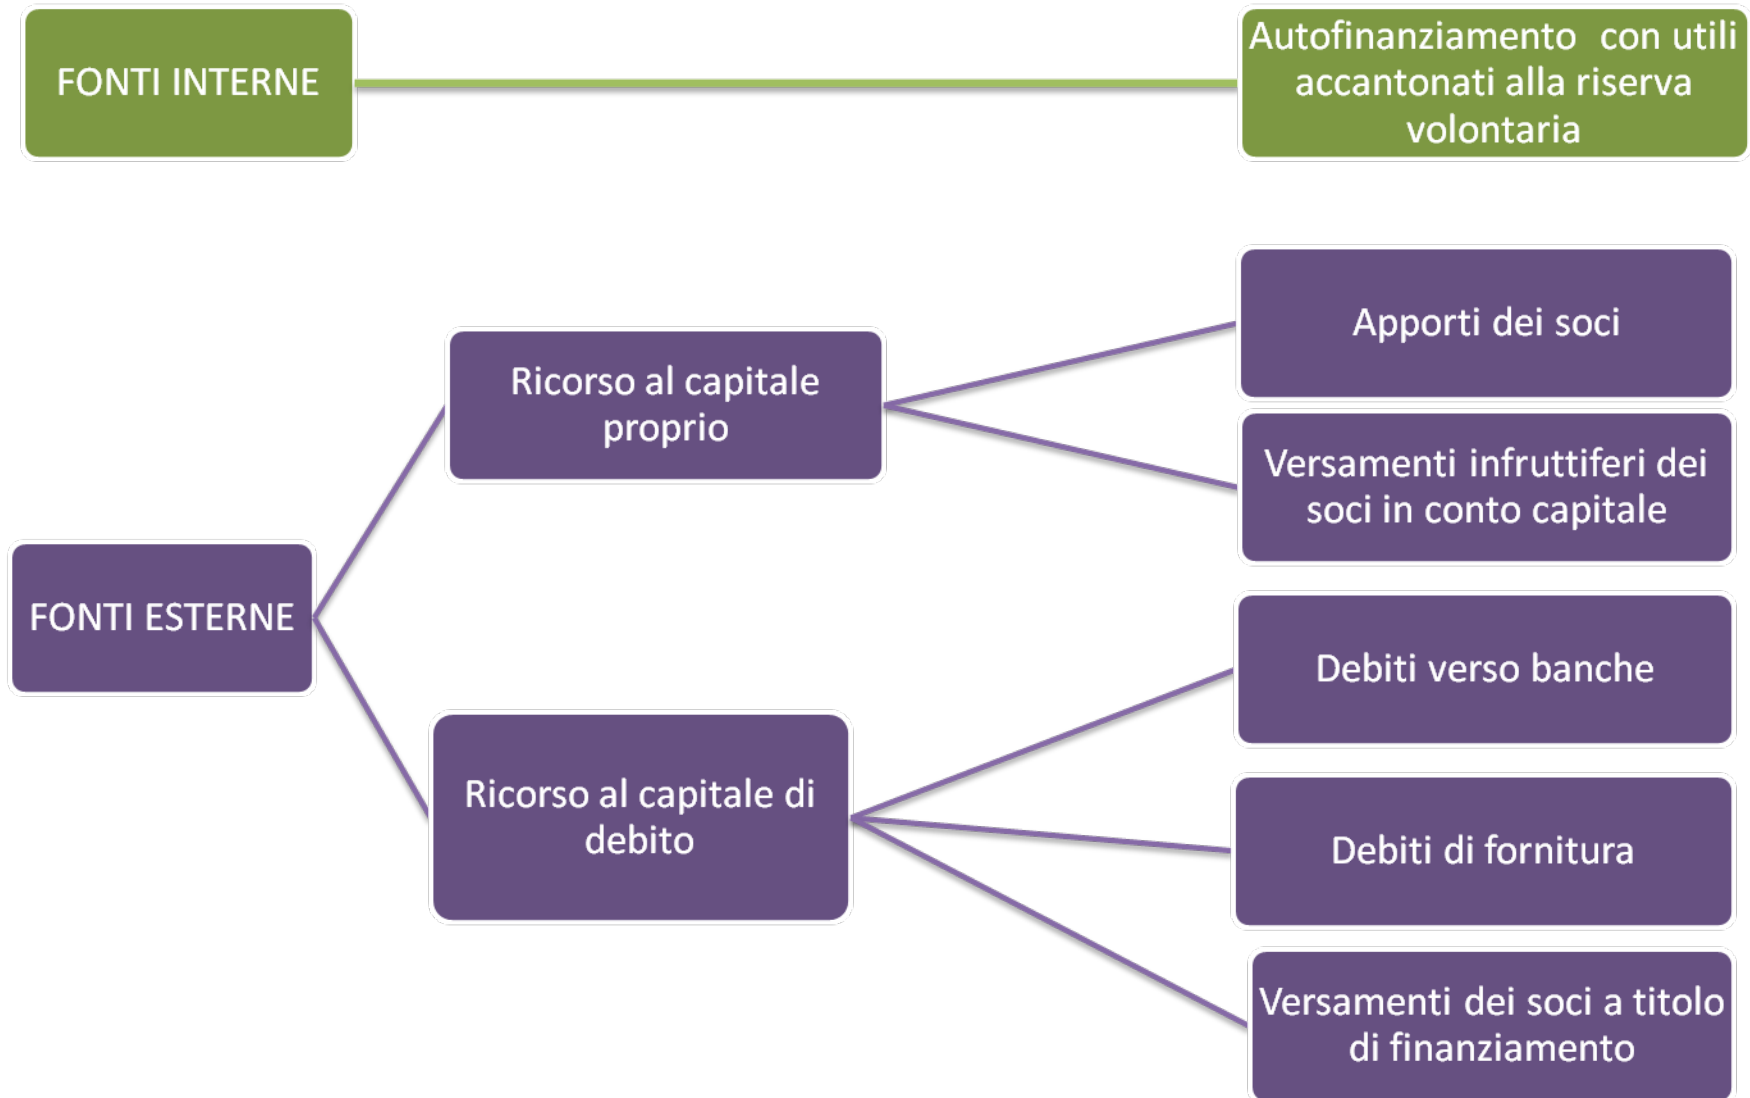 FONTI INTERNE
Autofinanziamento con utili
accantonati alla riserva
volontaria
FONTI ESTERNE
Ricorso al capitale
proprio
Apporti dei soci
Versamenti infruttiferi dei
soci in conto capitale
Ricorso al capitale di
debito
Debiti verso banche
Debiti di fornitura
Versamenti dei soci a titolo
di finanziamento